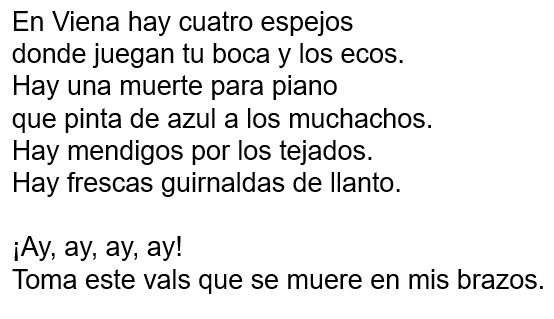 En Viena hay cuatro espejos
donde juegan tu boca y los ecos.
Hay una muerte para piano
que pinta de azul a los muchachos.
Hay mendigos por los tejados.
Hay frescas guirnaldas de llanto.

¡Ay, ay, ay, ay!
Toma este vals que se muere en mis brazos.